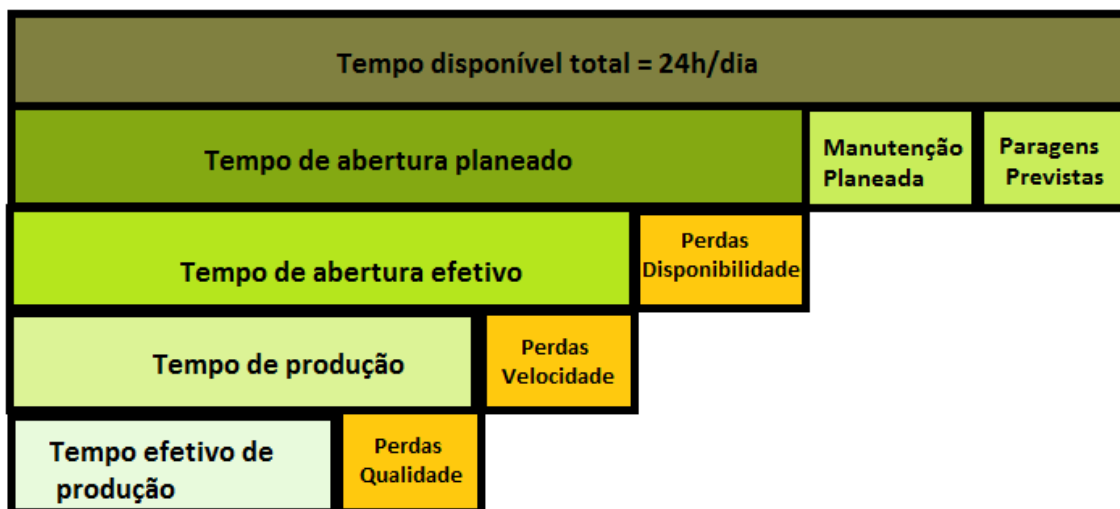 Tempo disponível total = 24h/dia
Tempo de abertura planeado
Manutenção
Planeada
Paragens
Previstas
Tempo de abertura efetivo
Perdas
Disponibilidade
Tempo de produção
Perdas
Velocidade
Tempo efetivo de
produção
Perdas
Qualidade